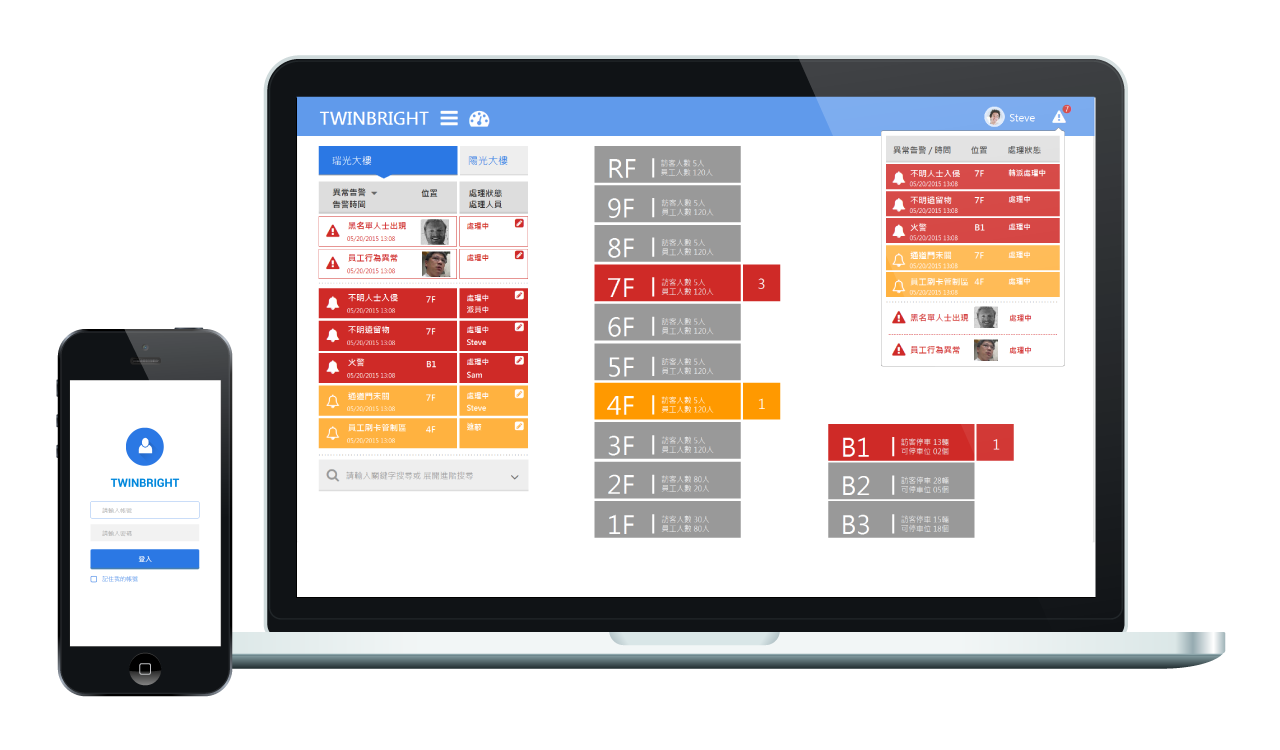 TWINBRIGHT
Steve
7
瑞光大樓
陽光大樓
異常告警
告警時間
位置
處理狀態
處理人員
黑名單人士出現
05/20/2015 13:08
處理中
員工行為異常
05/20/2015 13:08
處理中
不明人士入侵
05/20/2015 13:08
7F
處理中
派員中
不明遺留物
05/20/2015 13:08
7F
處理中
Steve
火警
05/20/2015 13:08
B1
處理中
Sam
通道門未關
05/20/2015 13:08
7F
處理中
Steve
員工刷卡管制區
05/20/2015 13:08
4F
請輸入關鍵字搜尋或 展開進階搜尋
RF
訪客人數 5人
員工人數 120人
9F
訪客人數 5人
員工人數 120人
8F
訪客人數 5人
員工人數 120人
7F
訪客人數 5人
員工人數 120人
3
6F
訪客人數 5人
員工人數 120人
5F
訪客人數 5人
員工人數 120人
4F
訪客人數 5人
員工人數 120人
1
3F
訪客人數 5人
員工人數 120人
2F
訪客人數 80人
員工人數 20人
1F
訪客人數 30人
員工人數 80人
B1
訪客停車 13輛
可停車位 02個
1
B2
訪客停車 28輛
可停車位 05個
B3
訪客停車 15輛
可停車位 18個
異常告警 / 時間
位置
處理狀態
不明人士入侵
05/20/2015 13:08
7F
轉派處理中
不明遺留物
05/20/2015 13:08
7F
處理中
火警
05/20/2015 13:08
B1
處理中
通道門未關
05/20/2015 13:08
7F
處理中
員工刷卡管制區
05/20/2015 13:08
4F
處理中
黑名單人士出現
處理中
員工行為異常
處理中
TWINBRIGHT
請輸入帳號
請輸入密碼
登入
記住我的帳號